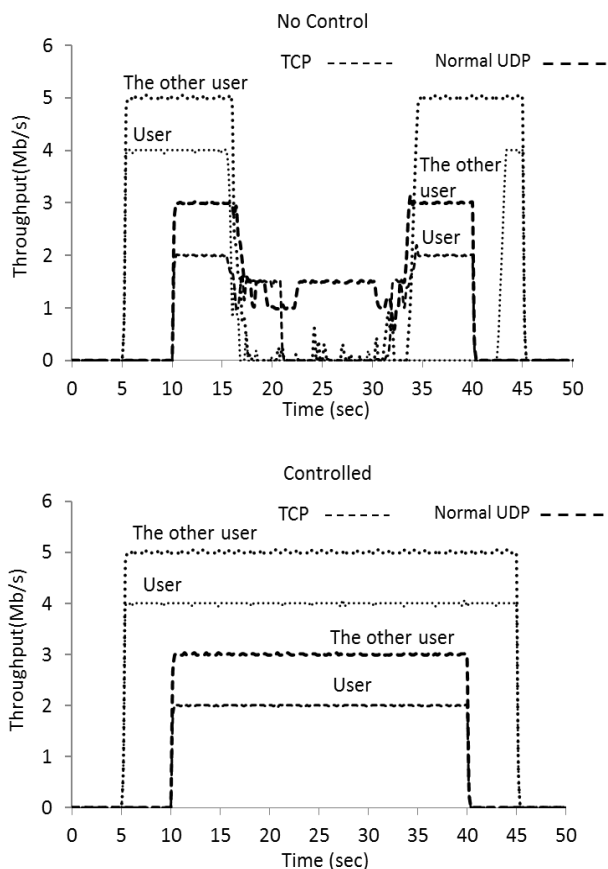 No Control
TCP
Normal UDP
Throughput(Mb/s)
6
5
4
3
2
1
0
The other user
User
The other
user
User
0 5 10 15 20 25 30 35 40 45 50
Time (sec)
Controlled
TCP
Normal UDP
Throughput(Mb/s)
6
5
4
3
2
1
0
The other user
User
The other user
User
0 5 10 15 20 25 30 35 40 45 50
Time (sec)